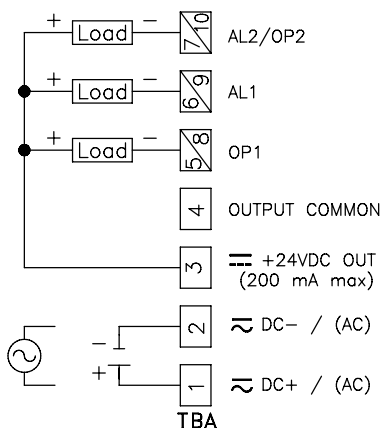 + Load − 7/10 AL2/OP2
+ Load − 6/9 AL1
+ Load − 5/8 OP1
4 OUTPUT COMMON
3 +24VDC OUT
(200 mA max)
− 2 DC− / (AC)
+ 1 DC+ / (AC)
TBA